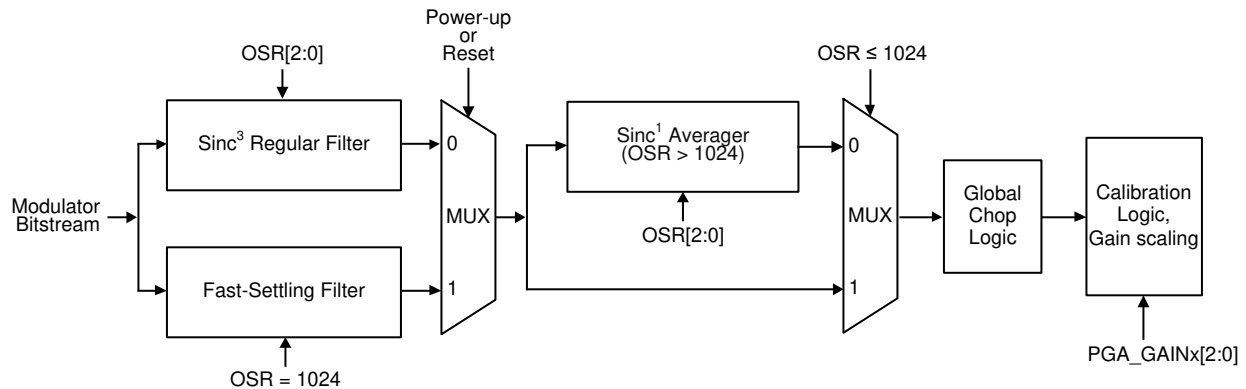 Power-up
or
Reset
OSR[2:0]
OSR ≤ 1024
Sinc³ Regular Filter
0
Sinc¹ Averager
(OSR > 1024)
0
Modulator
Bitstream
MUX
OSR[2:0]
MUX
Global
Chop
Logic
Calibration
Logic,
Gain scaling
Fast-Settling Filter
1
1
OSR = 1024
PGA_GAINx[2:0]